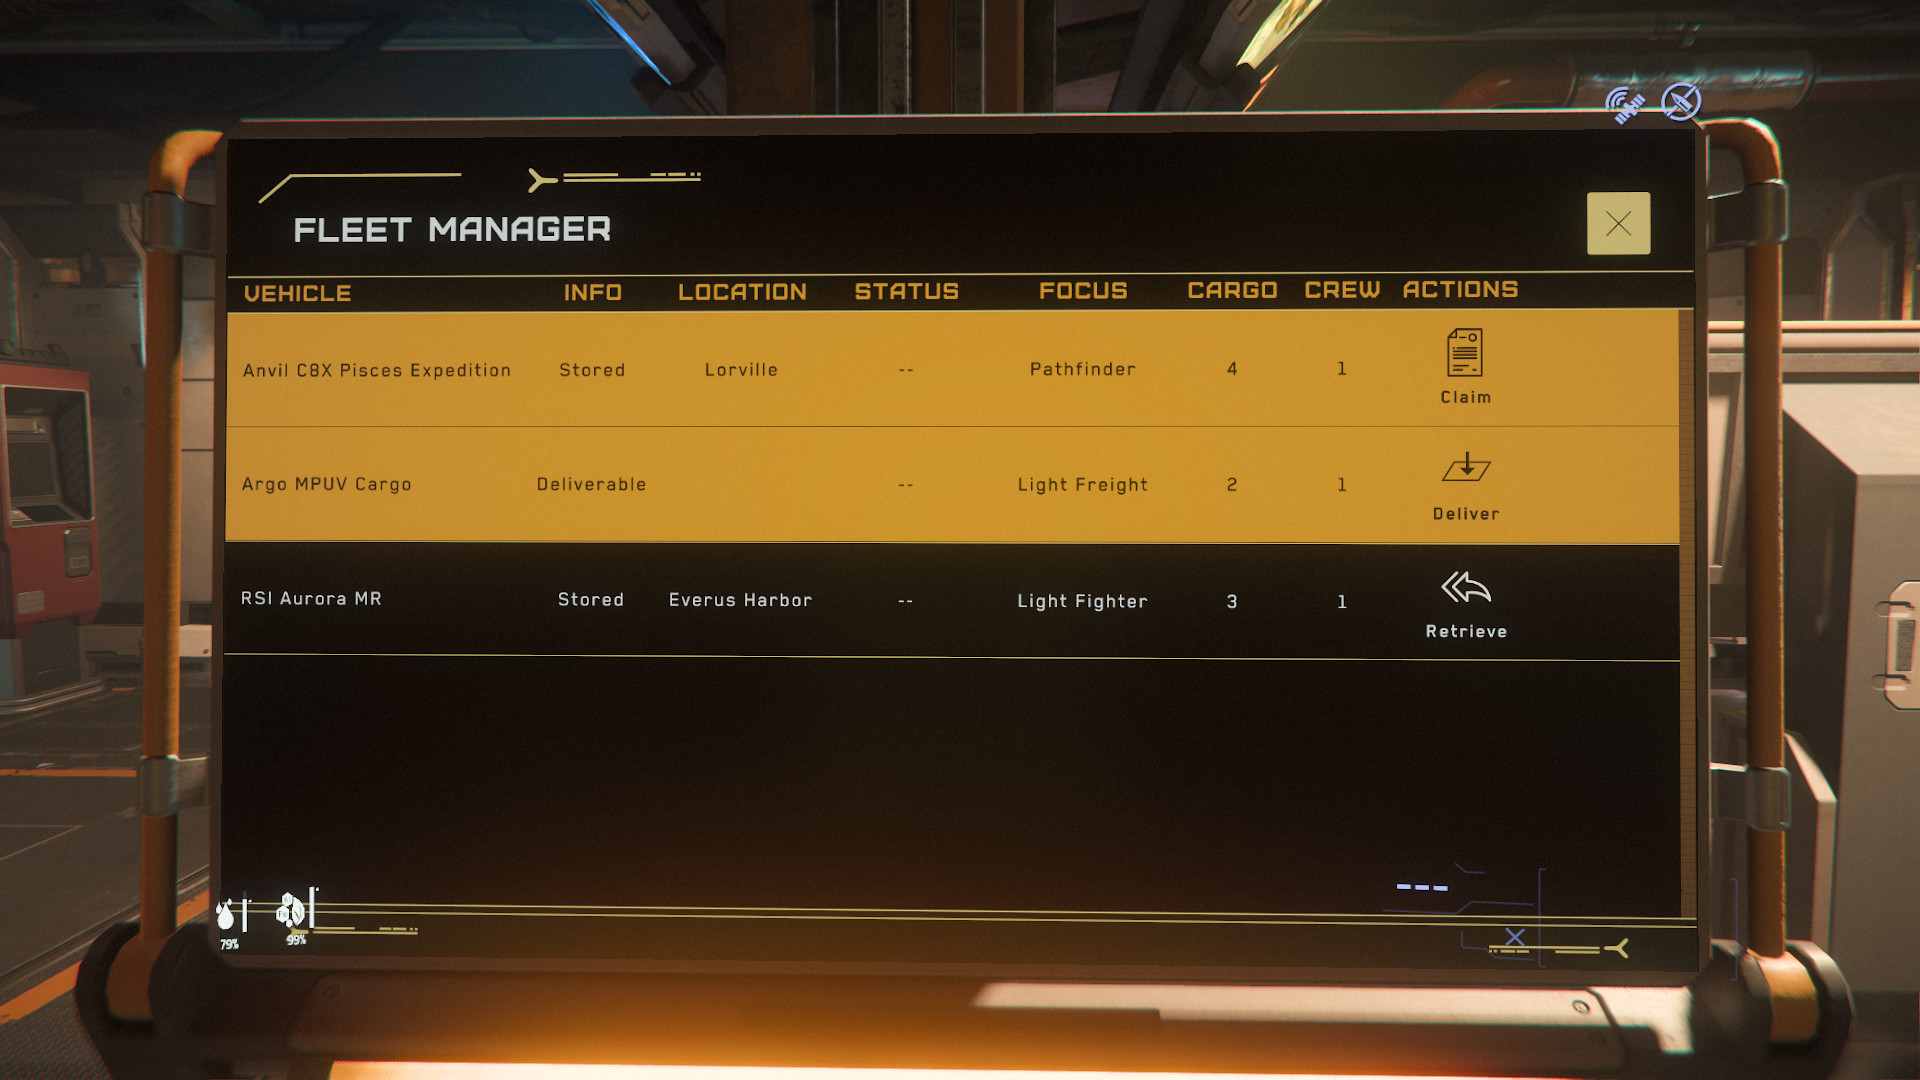 FLEET MANAGER
VEHICLE INFO LOCATION STATUS FOCUS CARGO CREW ACTIONS
Anvil C8X Pisces Expedition Stored Lorville -- Pathfinder 4 1 Claim
Argo MPUV Cargo Deliverable -- Light Freight 2 1 Deliver
RSI Aurora MR Stored Everus Harbor -- Light Fighter 3 1 Retrieve
79% 99%